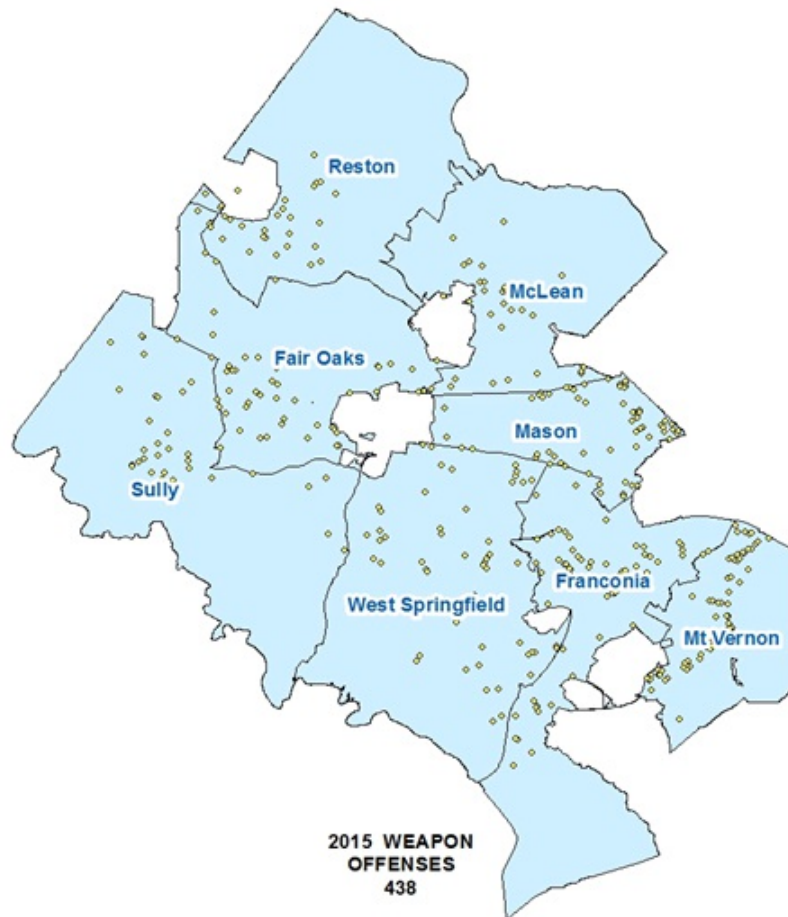 Reston
McLean
Fair Oaks
Mason
Sully
Franconia
West Springfield
Mt Vernon
2015 WEAPON
OFFENSES
438